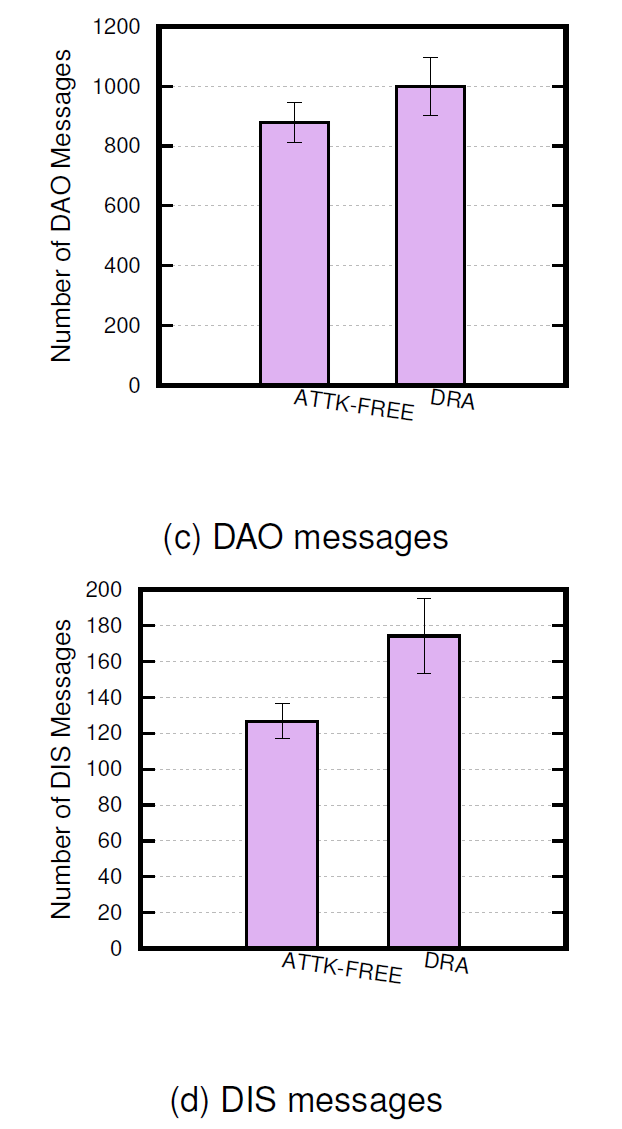 1200
1000
800
600
400
200
0
Number of DAO Messages
ATTK-FREE
DRA
(c) DAO messages
200
180
160
140
120
100
80
60
40
20
0
Number of DIS Messages
ATTK-FREE
DRA
(d) DIS messages